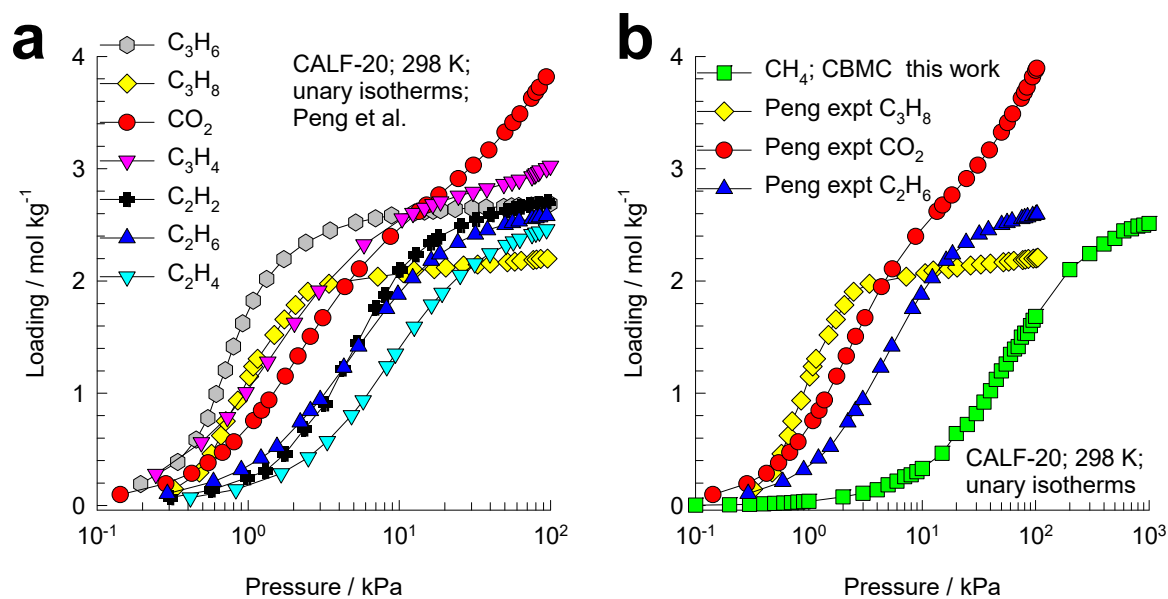 a
C₃H₆
C₃H₈
CO₂
C₃H₄
C₂H₂
C₂H₆
C₂H₄
CALF-20; 298 K;
unary isotherms;
Peng et al.
Loading / mol kg⁻¹
4
3
2
1
0
10⁻¹ 10⁰ 10¹ 10²
Pressure / kPa
b
CH₄; CBMC this work
Peng expt C₃H₈
Peng expt CO₂
Peng expt C₂H₆
CALF-20; 298 K;
unary isotherms
Loading / mol kg⁻¹
4
3
2
1
0
10⁻¹ 10⁰ 10¹ 10² 10³
Pressure / kPa